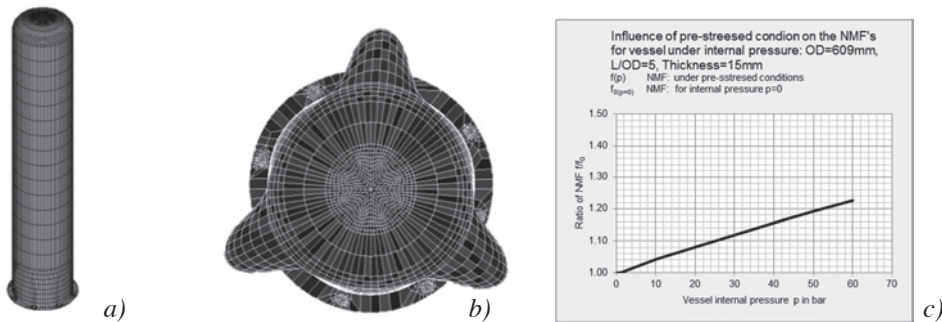 Influence of pre-streesed condion on the NMF's
for vessel under internal pressure: OD=609mm,
L/OD=5, Thickness=15mm
f(p) NMF: under pre-sstresed conditions
f0(p=0) NMF: for internal pressure p=0
1.50
1.40
1.30
1.20
1.10
1.00
Ratio of NMF f/f0
0 10 20 30 40 50 60 70
Vessel internal pressure p in bar
a)
b)
c)